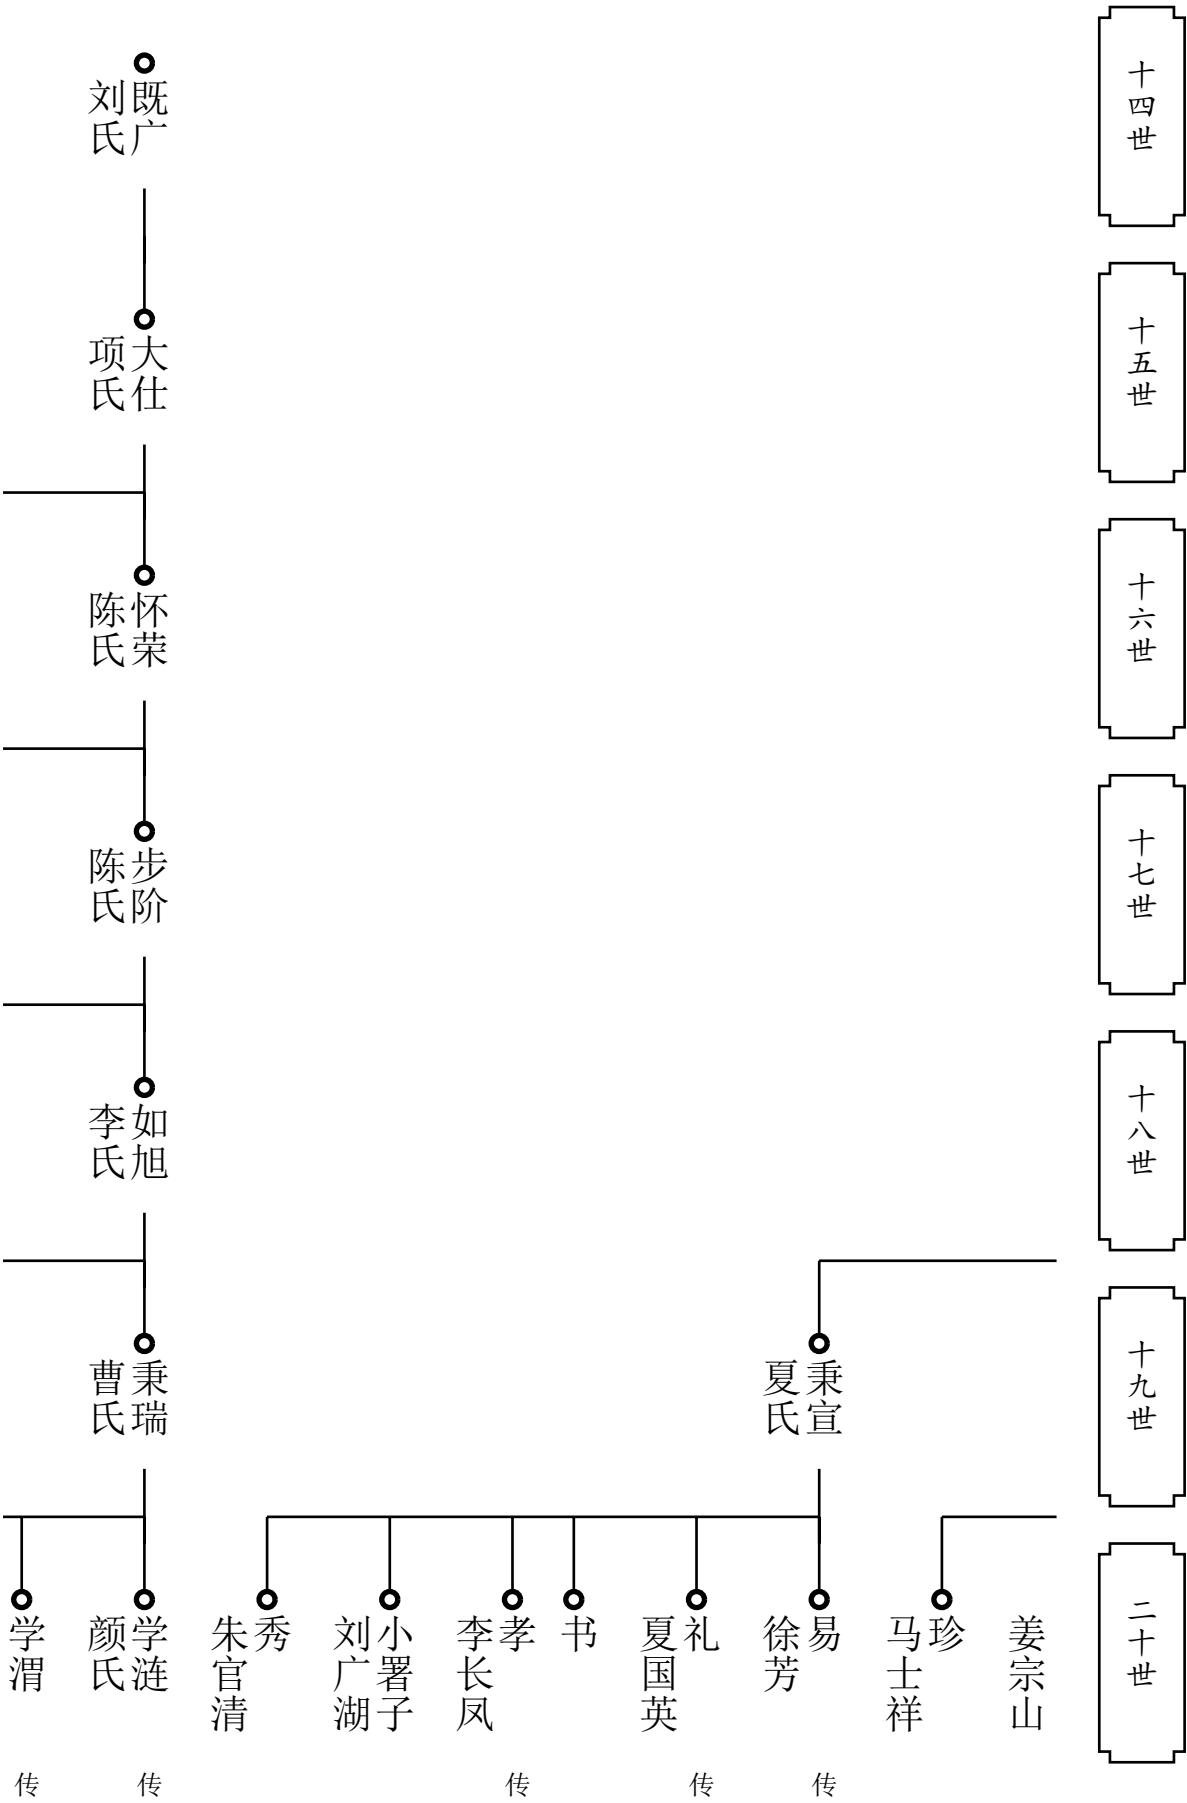 十四世
既广
刘氏
十五世
大仕
项氏
十六世
怀荣
陈氏
十七世
步阶
陈氏
十八世
如旭
李氏
十九世
秉宣
夏氏
秉瑞
曹氏
二十世
姜宗山
珍
马士祥
易
徐芳
传
礼
夏国英
传
书
孝
李长凤
传
小署子
刘广湖
秀
朱官清
学涟
颜氏
传
学渭
传